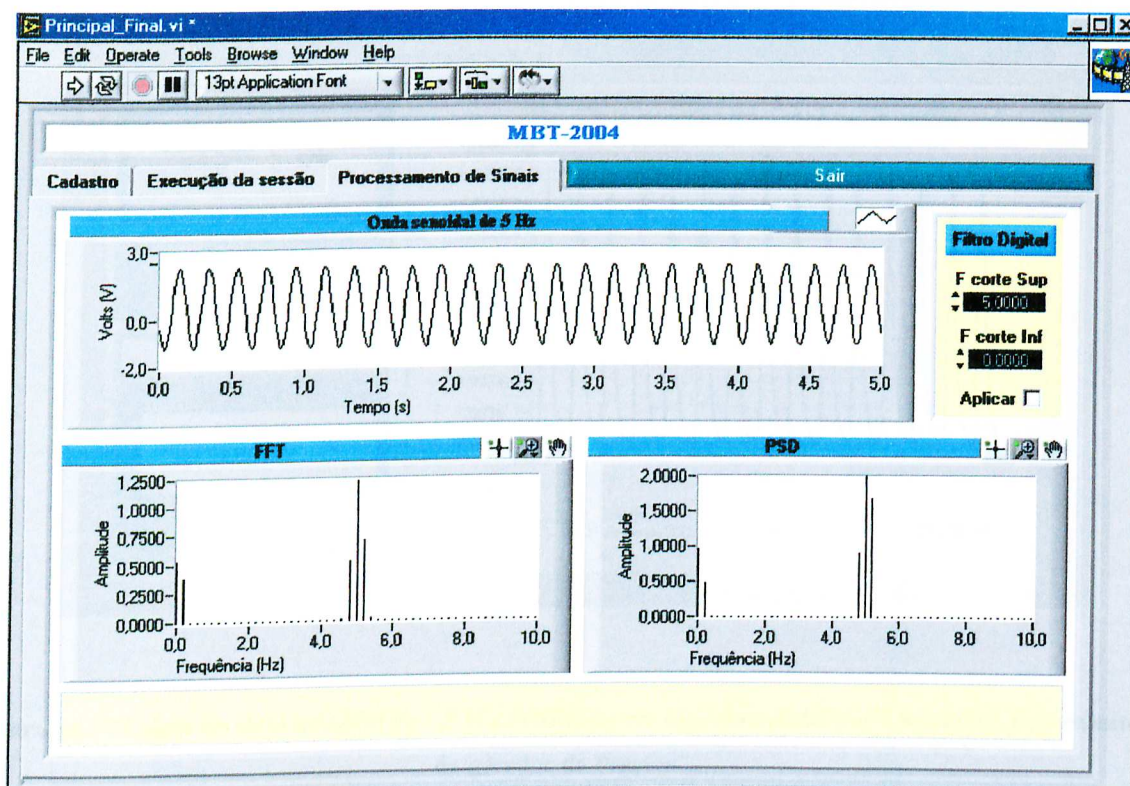 Principal_Final.vi *
File Edit Operate Tools Browse Window Help
13pt Application Font
MBT-2004
Cadastro Execução da sessão Processamento de Sinais Sair
Onda senoidal de 5 Hz
Filtro Digital
F corte Sup
5.0000
F corte Inf
0.0000
Aplicar
Volts (V)
3,0
0,0
-2,0
0,0 0,5 1,0 1,5 2,0 2,5 3,0 3,5 4,0 4,5 5,0
Tempo (s)
FFT
Amplitude
1,2500
1,0000
0,7500
0,5000
0,2500
0,0000
0,0 2,0 4,0 6,0 8,0 10,0
Frequência (Hz)
PSD
Amplitude
2,0000
1,5000
1,0000
0,5000
0,0000
0,0 2,0 4,0 6,0 8,0 10,0
Frequência (Hz)